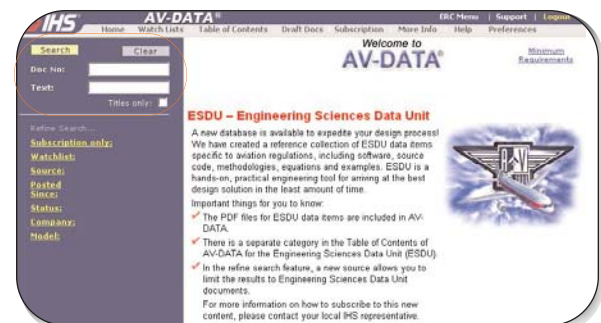 IHS AV-DATA® ERC Menu | Support | Logout
Home Watch Lists Table of Contents Draft Docs Subscription More Info Help Preferences
Search Clear
Doc No:
Text:
Titles only:
Refine Search...
Subscription only:
Watchlist:
Source:
Posted
Since:
Status:
Company:
Model:
Welcome to
AV-DATA®
Minimum
Requirements
ESDU – Engineering Sciences Data Unit
A new database is available to expedite your design process!
We have created a reference collection of ESDU data items
specific to aviation regulations, including software, source
code, methodologies, equations and examples. ESDU is a
hands-on, practical engineering tool for arriving at the best
design solution in the least amount of time.
Important things for you to know:
✓ The PDF files for ESDU data items are included in AV-
DATA.
✓ There is a separate category in the Table of Contents of
AV-DATA for the Engineering Sciences Data Unit (ESDU)
✓ In the refine search feature, a new source allows you to
limit the results to Engineering Sciences Data Unit
documents.
For more information on how to subscribe to this new
content, please contact your local IHS representative.